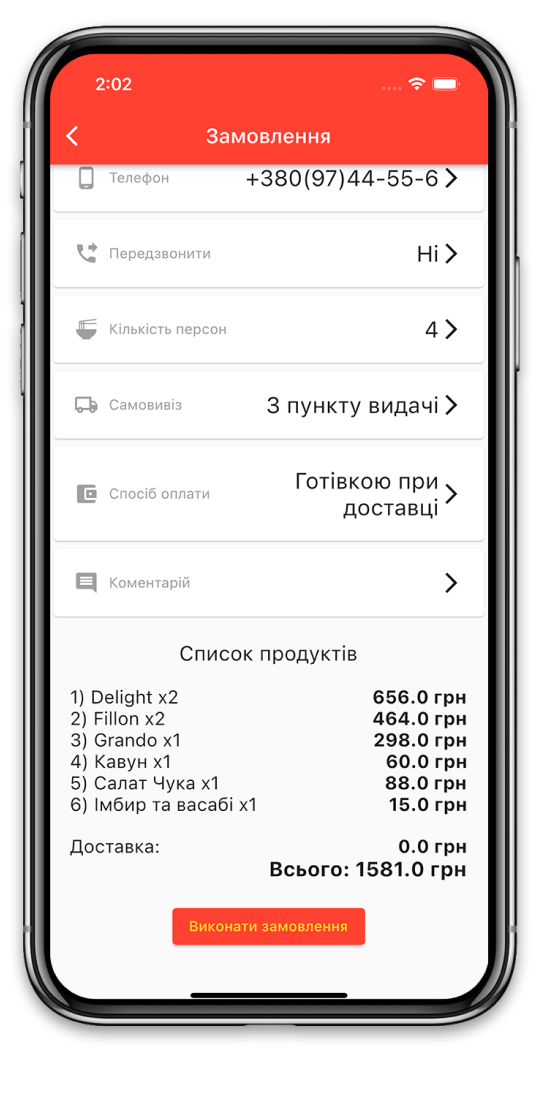 2:02
Замовлення
Телефон +380(97)44-55-6
Передзвонити Ні
Кількість персон 4
Самовивіз З пункту видачі
Спосіб оплати Готівкою при
доставці
Коментарій
Список продуктів
1) Delight x2 656.0 грн
2) Fillon x2 464.0 грн
3) Grando x1 298.0 грн
4) Кавун x1 60.0 грн
5) Салат Чука x1 88.0 грн
6) Імбир та васабі x1 15.0 грн
Доставка: 0.0 грн
Всього: 1581.0 грн
Виконати замовлення